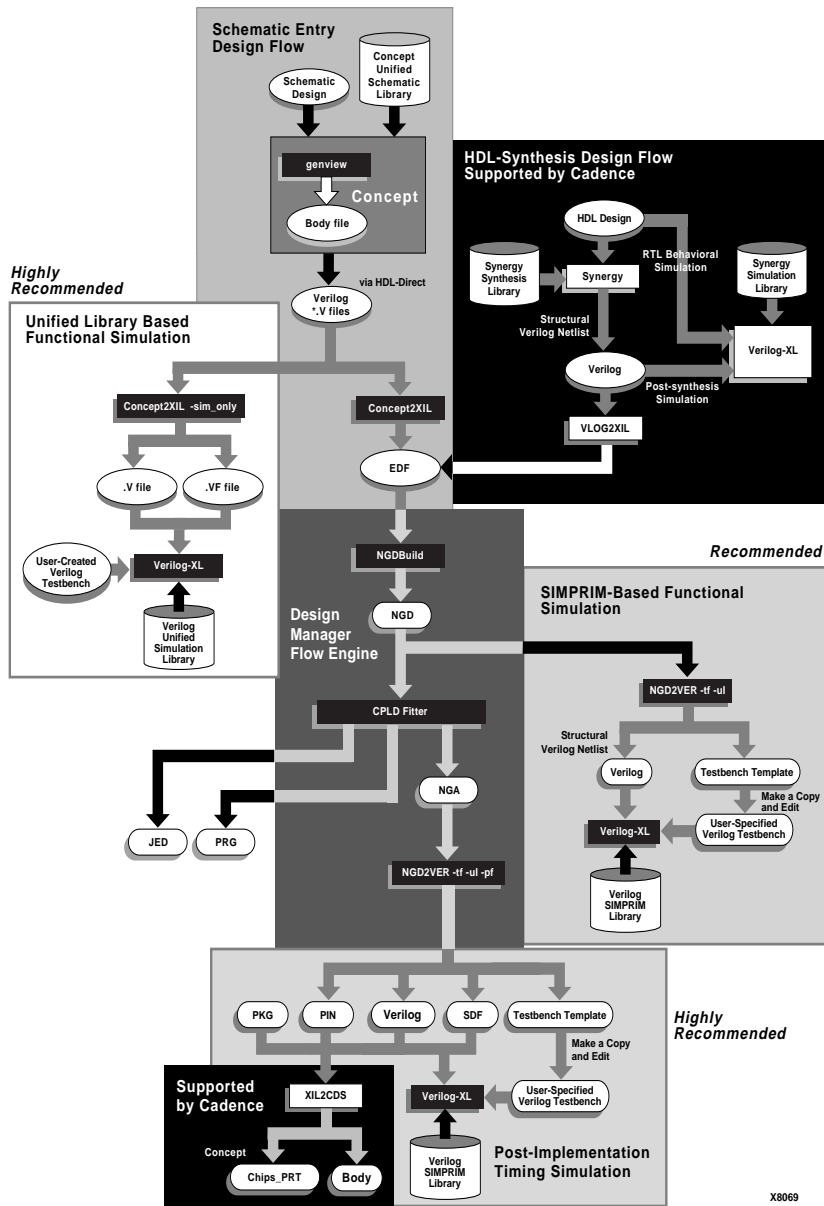 Schematic Entry
Design Flow
Schematic
Design
Concept
Unified
Schematic
Library
genview
Concept
Body file
via HDL-Direct
Verilog
*.V files
HDL-Synthesis Design Flow
Supported by Cadence
HDL Design
RTL Behavioral
Simulation
Synergy
Synthesis
Library
Synergy
Synergy
Simulation
Library
Structural
Verilog Netlist
Verilog-XL
Verilog
Post-synthesis
Simulation
VLOG2XIL
Highly
Recommended
Unified Library Based
Functional Simulation
Concept2XIL -sim_only
Concept2XIL
.V file
.VF file
EDF
User-Created
Verilog
Testbench
Verilog-XL
Verilog
Unified
Simulation
Library
NGDBuild
NGD
Design
Manager
Flow Engine
CPLD Fitter
NGA
JED
PRG
NGD2VER -tf -ul -pf
Recommended
SIMPRIM-Based Functional
Simulation
NGD2VER -tf -ul
Structural
Verilog Netlist
Verilog
Testbench Template
Make a Copy
and Edit
Verilog-XL
User-Specified
Verilog Testbench
Verilog
SIMPRIM
Library
PKG
PIN
Verilog
SDF
Testbench Template
Highly
Recommended
Make a Copy
and Edit
Supported
by Cadence
XIL2CDS
Verilog-XL
User-Specified
Verilog Testbench
Concept
Chips_PRT
Body
Verilog
SIMPRIM
Library
Post-Implementation
Timing Simulation
X8069